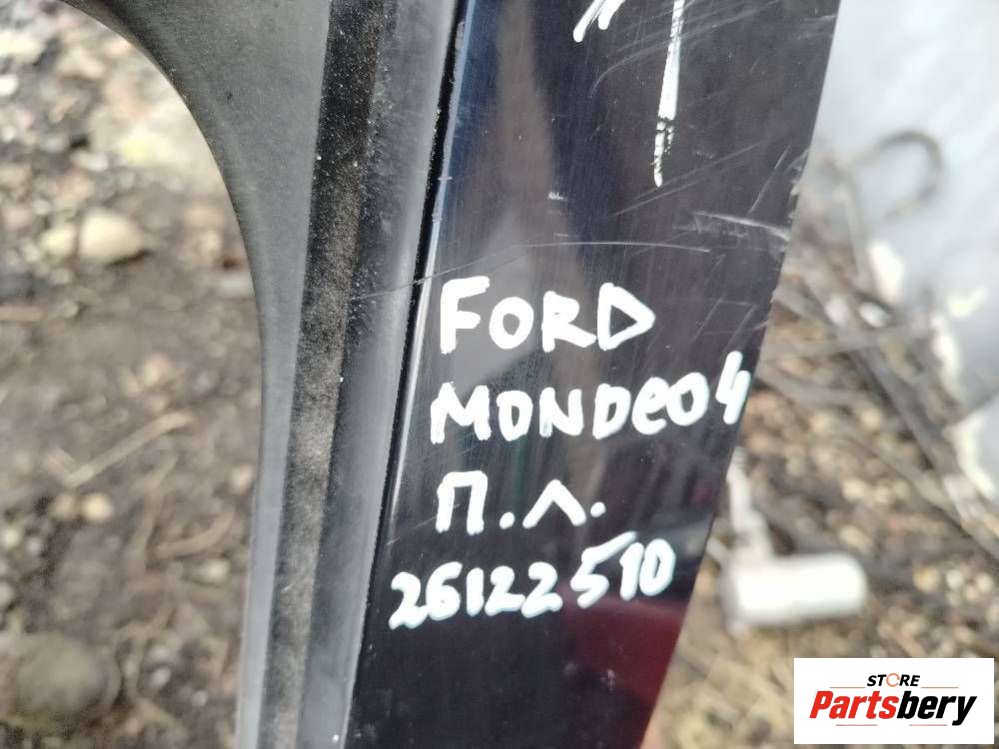 FORD
MONDeO4
П.Л.
26122510
STORE
Partsbery